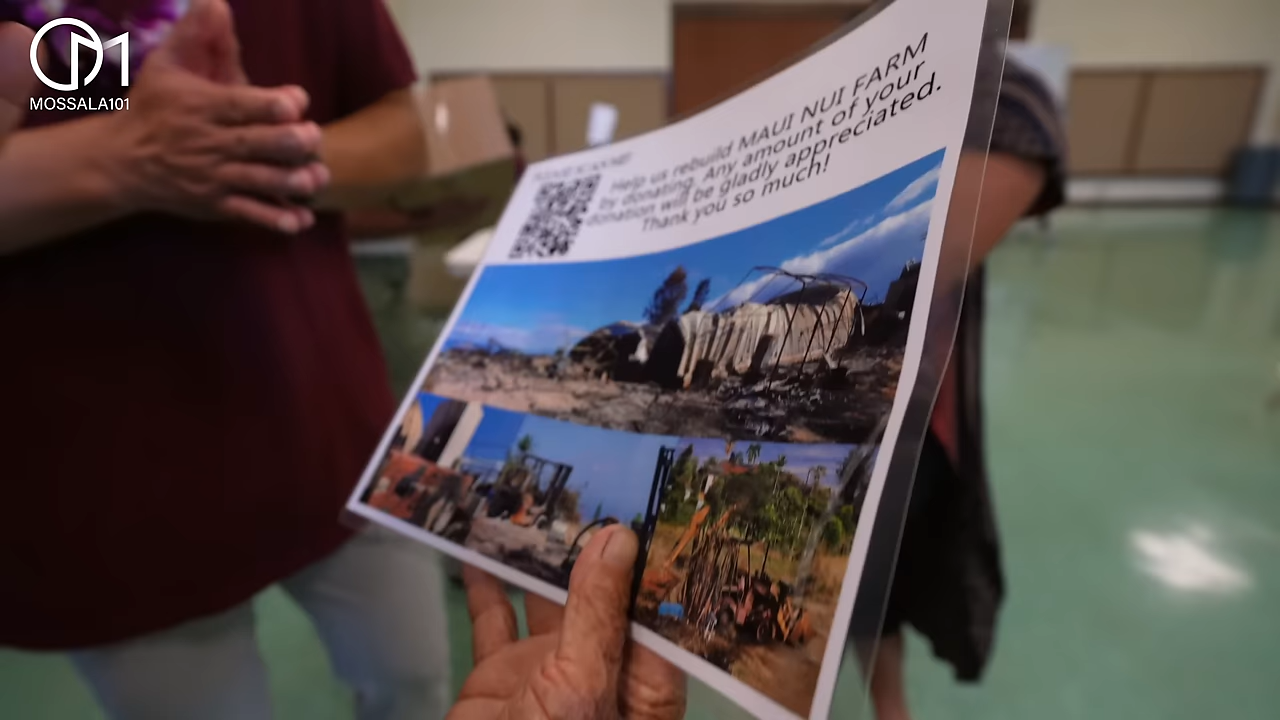 MOSSALA101
Help us rebuild MAUI NUI FARM
by donating. Any amount of your
donation will be gladly appreciated.
Thank you so much!